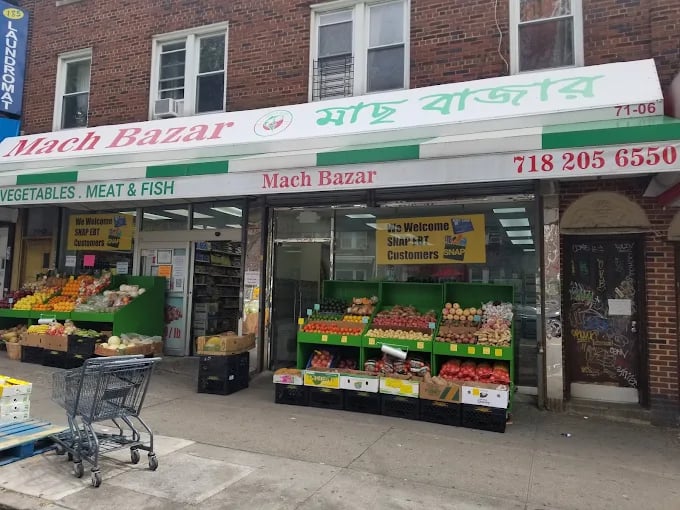 155
LAUNDROMAT
Mach Bazar মাছ বাজার
71-06
VEGETABLES . MEAT & FISH
Mach Bazar
718 205 6550
We Welcome
SNAP EBT
Customers
We Welcome
SNAP EBT
Customers
SNAP